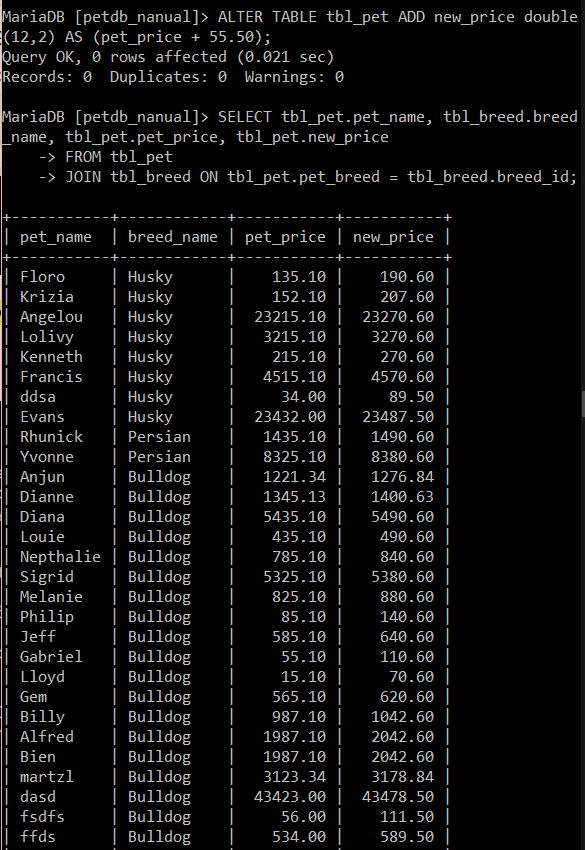 MariaDB [petdb_nanual]> ALTER TABLE tbl_pet ADD new_price double
(12,2) AS (pet_price + 55.50);
Query OK, 0 rows affected (0.021 sec)
Records: 0  Duplicates: 0  Warnings: 0
MariaDB [petdb_nanual]> SELECT tbl_pet.pet_name, tbl_breed.breed
_name, tbl_pet.pet_price, tbl_pet.new_price
    -> FROM tbl_pet
    -> JOIN tbl_breed ON tbl_pet.pet_breed = tbl_breed.breed_id;
+-----------+------------+-----------+-----------+
| pet_name  | breed_name | pet_price | new_price |
+-----------+------------+-----------+-----------+
| Floro     | Husky      |    135.10 |    190.60 |
| Krizia    | Husky      |    152.10 |    207.60 |
| Angelou   | Husky      |  23215.10 |  23270.60 |
| Lolivy    | Husky      |   3215.10 |   3270.60 |
| Kenneth   | Husky      |    215.10 |    270.60 |
| Francis   | Husky      |   4515.10 |   4570.60 |
| ddsa      | Husky      |     34.00 |     89.50 |
| Evans     | Husky      |  23432.00 |  23487.50 |
| Rhunick   | Persian    |   1435.10 |   1490.60 |
| Yvonne    | Persian    |   8325.10 |   8380.60 |
| Anjun     | Bulldog    |   1221.34 |   1276.84 |
| Dianne    | Bulldog    |   1345.13 |   1400.63 |
| Diana     | Bulldog    |   5435.10 |   5490.60 |
| Louie     | Bulldog    |    435.10 |    490.60 |
| Nepthalie | Bulldog    |    785.10 |    840.60 |
| Sigrid    | Bulldog    |   5325.10 |   5380.60 |
| Melanie   | Bulldog    |    825.10 |    880.60 |
| Philip    | Bulldog    |     85.10 |    140.60 |
| Jeff      | Bulldog    |    585.10 |    640.60 |
| Gabriel   | Bulldog    |     55.10 |    110.60 |
| Lloyd     | Bulldog    |     15.10 |     70.60 |
| Gem       | Bulldog    |    565.10 |    620.60 |
| Billy     | Bulldog    |    987.10 |   1042.60 |
| Alfred    | Bulldog    |   1987.10 |   2042.60 |
| Bien      | Bulldog    |   1987.10 |   2042.60 |
| martzl    | Bulldog    |   3123.34 |   3178.84 |
| dasd      | Bulldog    |  43423.00 |  43478.50 |
| fsdfs     | Bulldog    |     56.00 |    111.50 |
| ffds      | Bulldog    |    534.00 |    589.50 |